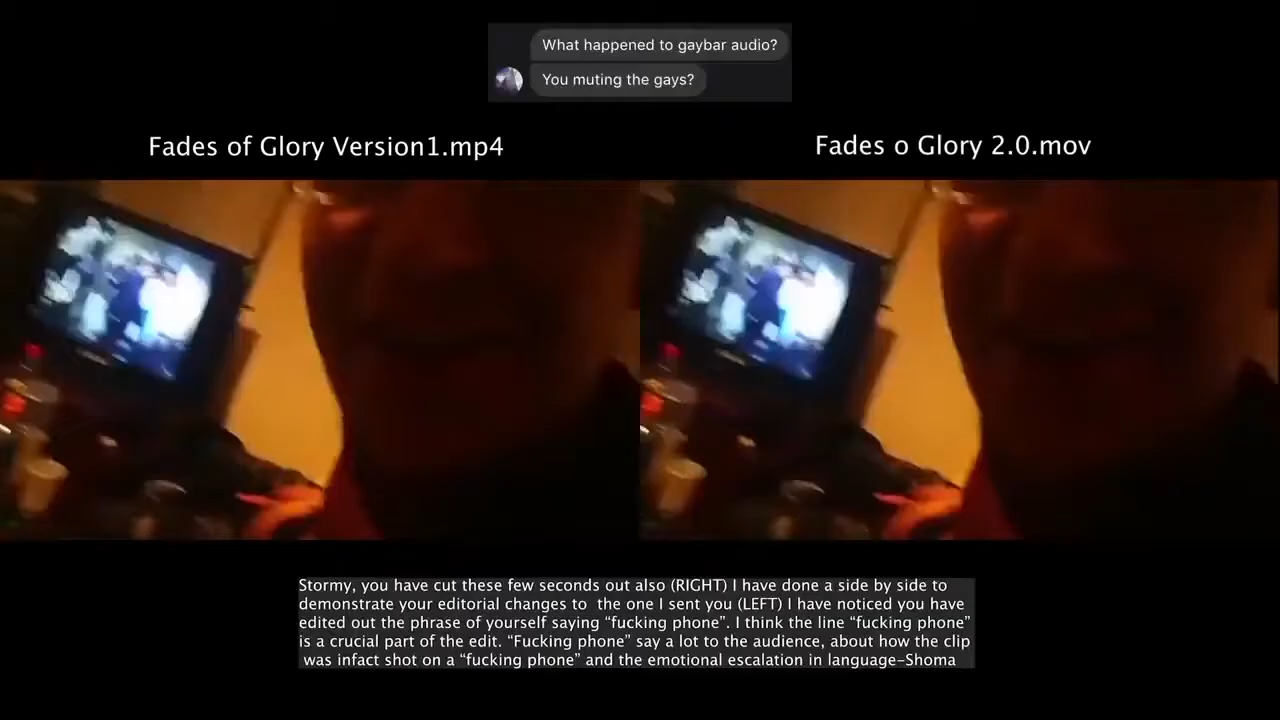 What happened to gaybar audio?
You muting the gays?
Fades of Glory Version1.mp4
Fades o Glory 2.0.mov
Stormy, you have cut these few seconds out also (RIGHT) I have done a side by side to
demonstrate your editorial changes to  the one I sent you (LEFT) I have noticed you have
edited out the phrase of yourself saying “fucking phone”. I think the line “fucking phone”
is a crucial part of the edit. “Fucking phone” say a lot to the audience, about how the clip
was infact shot on a “fucking phone” and the emotional escalation in language-Shoma